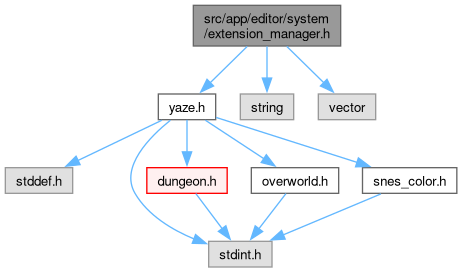 src/app/editor/system
/extension_manager.h
yaze.h
string
vector
stddef.h
dungeon.h
overworld.h
snes_color.h
stdint.h